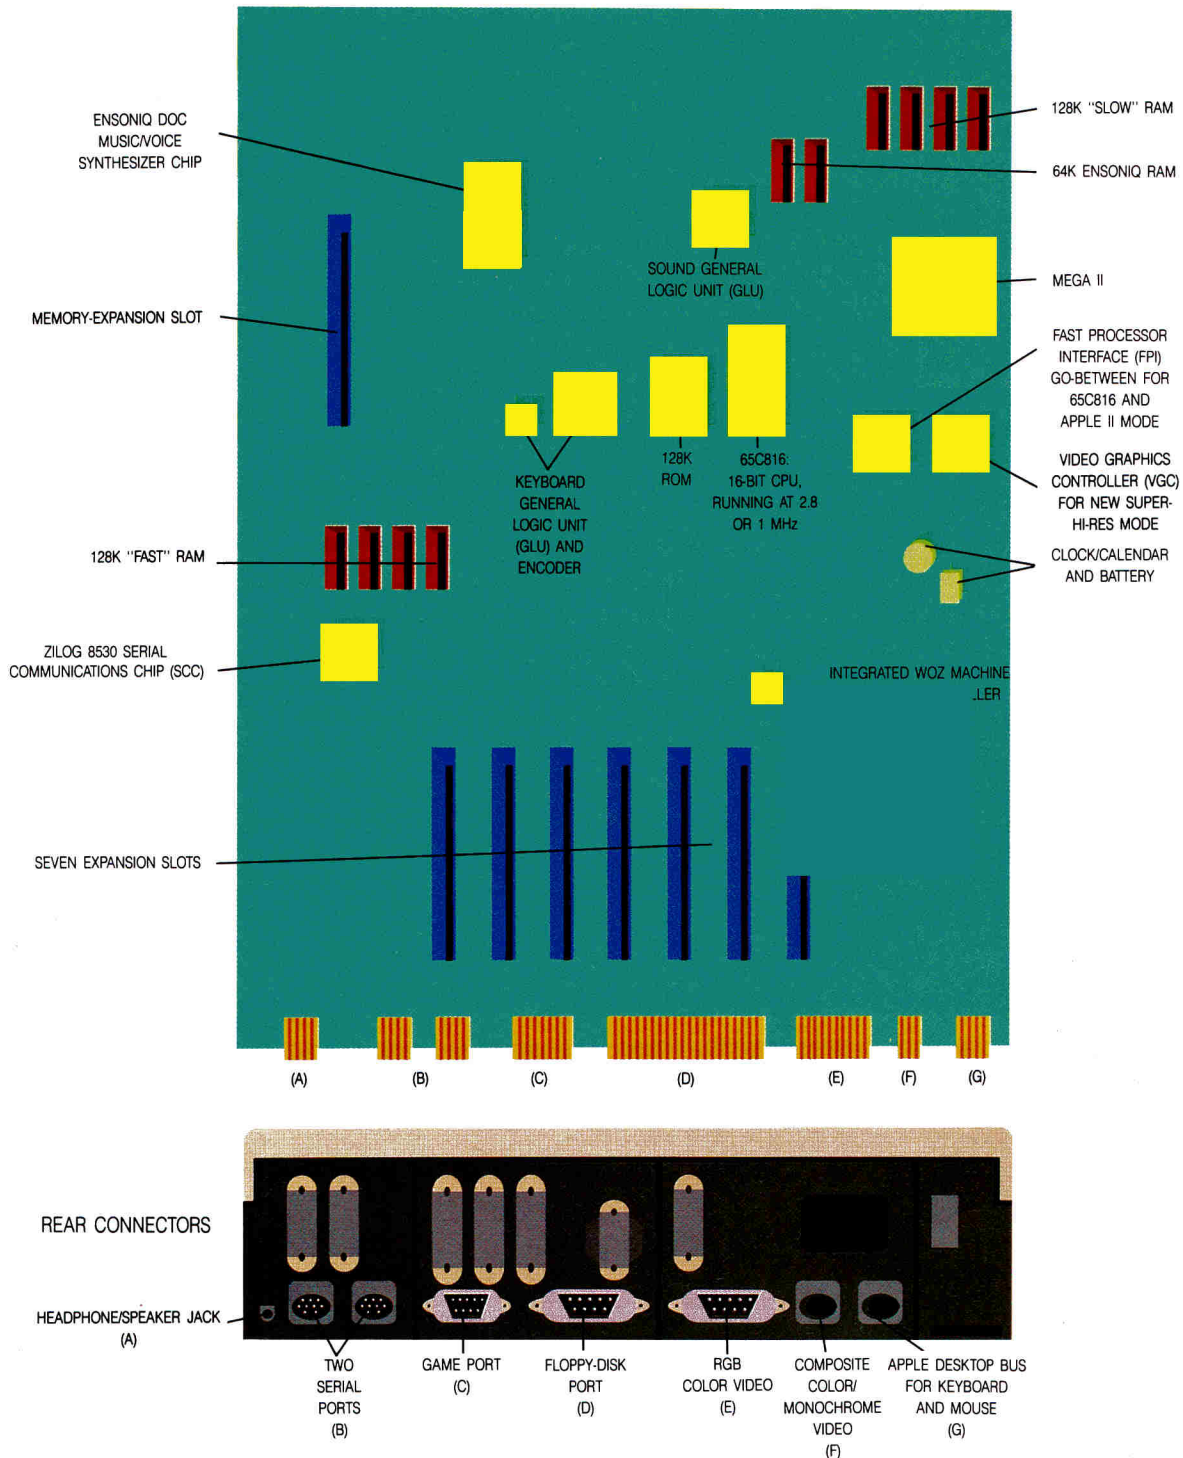 ENSONIQ DOC
MUSIC/VOICE
SYNTHESIZER CHIP
MEMORY-EXPANSION SLOT
128K "FAST" RAM
ZILOG 8530 SERIAL
COMMUNICATIONS CHIP (SCC)
SEVEN EXPANSION SLOTS
SOUND GENERAL
LOGIC UNIT (GLU)
KEYBOARD
GENERAL
LOGIC UNIT
(GLU) AND
ENCODER
128K
ROM
65C816:
16-BIT CPU,
RUNNING AT 2.8
OR 1 MHz
128K "SLOW" RAM
64K ENSONIQ RAM
MEGA II
FAST PROCESSOR
INTERFACE (FPI)
GO-BETWEEN FOR
65C816 AND
APPLE II MODE
VIDEO GRAPHICS
CONTROLLER (VGC)
FOR NEW SUPER-
HI-RES MODE
CLOCK/CALENDAR
AND BATTERY
INTEGRATED WOZ MACHINE
LLER
(A)
(B)
(C)
(D)
(E)
(F)
(G)
REAR CONNECTORS
HEADPHONE/SPEAKER JACK
(A)
TWO
SERIAL
PORTS
(B)
GAME PORT
(C)
FLOPPY-DISK
PORT
(D)
RGB
COLOR VIDEO
(E)
COMPOSITE
COLOR/
MONOCHROME
VIDEO
(F)
APPLE DESKTOP BUS
FOR KEYBOARD
AND MOUSE
(G)